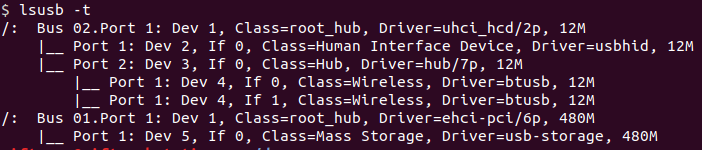 $ lsusb -t
/:  Bus 02.Port 1: Dev 1, Class=root_hub, Driver=uhci_hcd/2p, 12M
    |__ Port 1: Dev 2, If 0, Class=Human Interface Device, Driver=usbhid, 12M
    |__ Port 2: Dev 3, If 0, Class=Hub, Driver=hub/7p, 12M
        |__ Port 1: Dev 4, If 0, Class=Wireless, Driver=btusb, 12M
        |__ Port 1: Dev 4, If 1, Class=Wireless, Driver=btusb, 12M
/:  Bus 01.Port 1: Dev 1, Class=root_hub, Driver=ehci-pci/6p, 480M
    |__ Port 1: Dev 5, If 0, Class=Mass Storage, Driver=usb-storage, 480M